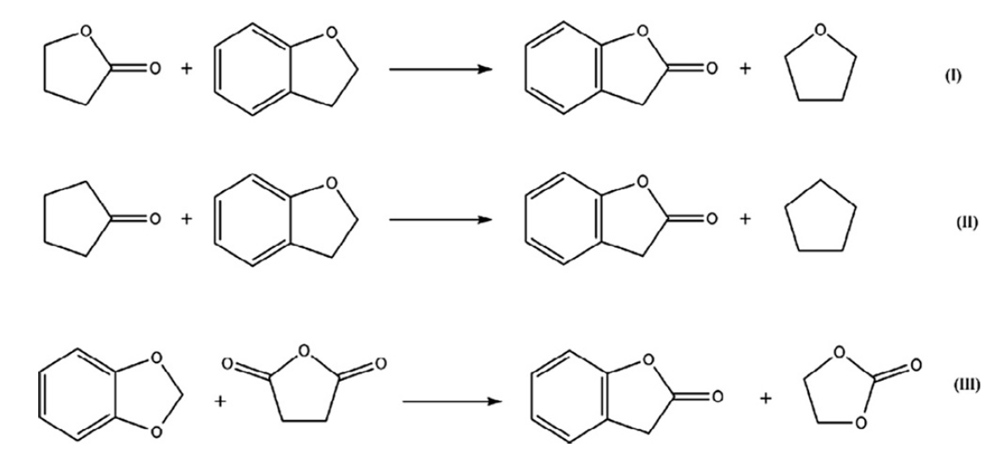 O O + O O O + O (I)
O + O O O + (II)
O O + O O O O O + O O O (III)